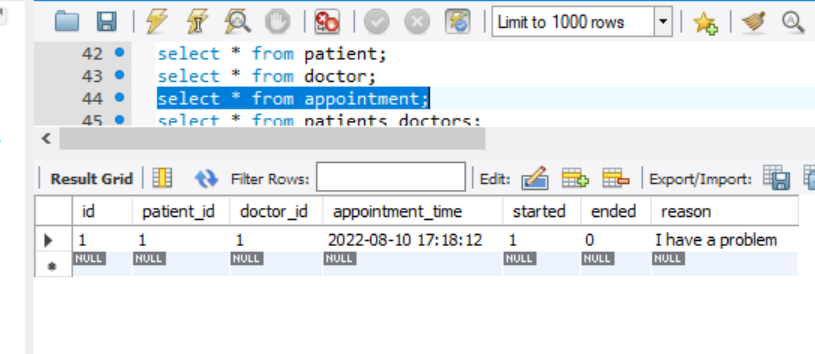 Limit to 1000 rows
42 select * from patient;
43 select * from doctor;
44 select * from appointment;
45 select * from patients_doctors;
Result Grid Filter Rows: Edit: Export/Import:
id patient_id doctor_id appointment_time started ended reason
1 1 1 2022-08-10 17:18:12 1 0 I have a problem
NULL NULL NULL NULL NULL NULL NULL